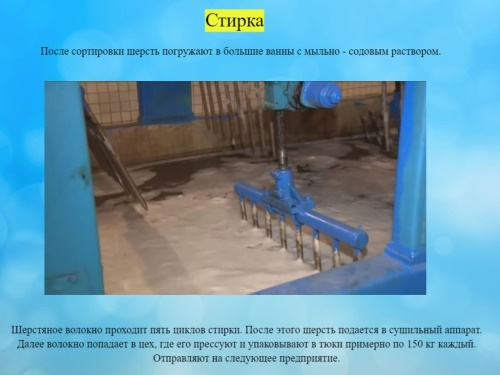 Стирка
После сортировки шерсть погружают в большие ванны с мыльно - содовым раствором.
Шерстяное волокно проходит пять циклов стирки. После этого шерсть подается в сушильный аппарат.
Далее волокно попадает в цех, где его прессуют и упаковывают в тюки примерно по 150 кг каждый.
Отправляют на следующее предприятие.